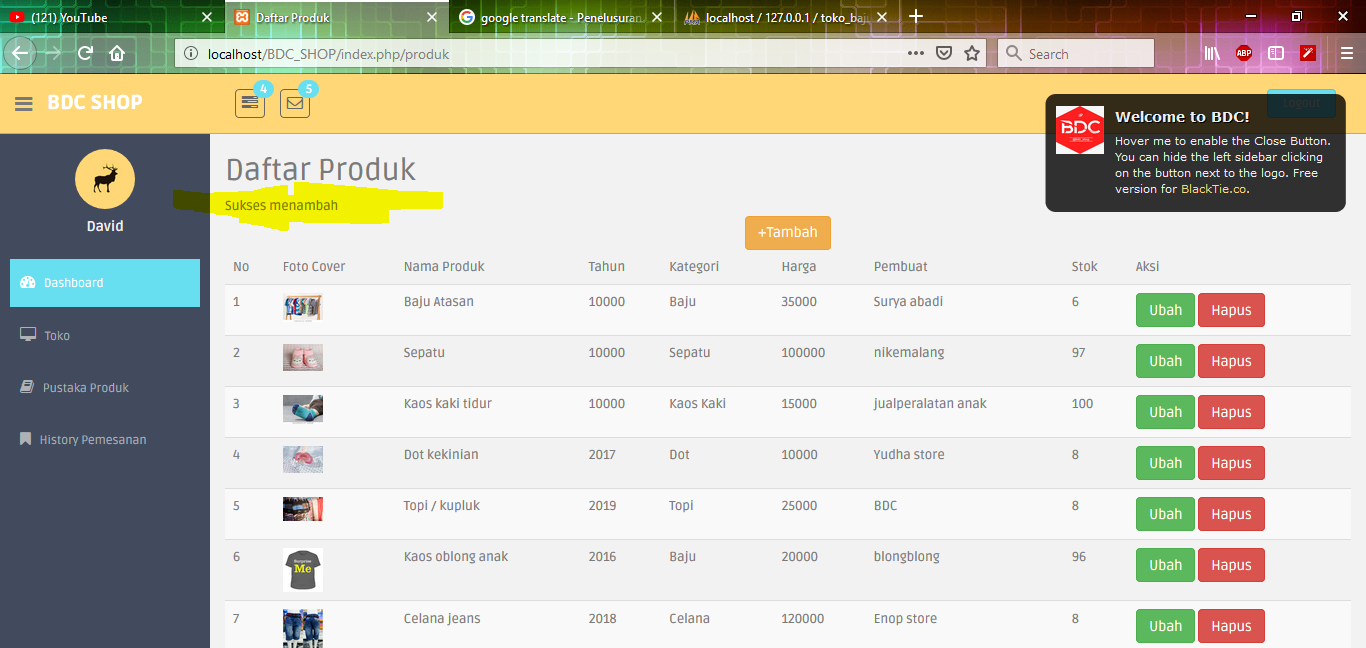 (121) YouTube
Daftar Produk
google translate - Penelusuran
localhost / 127.0.0.1 / toko_baj
localhost/BDC_SHOP/index.php/produk
Search
ABP
BDC SHOP
4
5
Logout
BDC
Welcome to BDC!
Hover me to enable the Close Button.
You can hide the left sidebar clicking
on the button next to the logo. Free
version for BlackTie.co.
David
Dashboard
Toko
Pustaka Produk
History Pemesanan
Daftar Produk
Sukses menambah
+Tambah
No Foto Cover Nama Produk Tahun Kategori Harga Pembuat Stok Aksi
1 Baju Atasan 10000 Baju 35000 Surya abadi 6 Ubah Hapus
2 Sepatu 10000 Sepatu 100000 nikemalang 97 Ubah Hapus
3 Kaos kaki tidur 10000 Kaos Kaki 15000 jualperalatan anak 100 Ubah Hapus
4 Dot kekinian 2017 Dot 10000 Yudha store 8 Ubah Hapus
5 Topi / kupluk 2019 Topi 25000 BDC 8 Ubah Hapus
6 Me Kaos oblong anak 2016 Baju 20000 blongblong 96 Ubah Hapus
7 Celana jeans 2018 Celana 120000 Enop store 8 Ubah Hapus